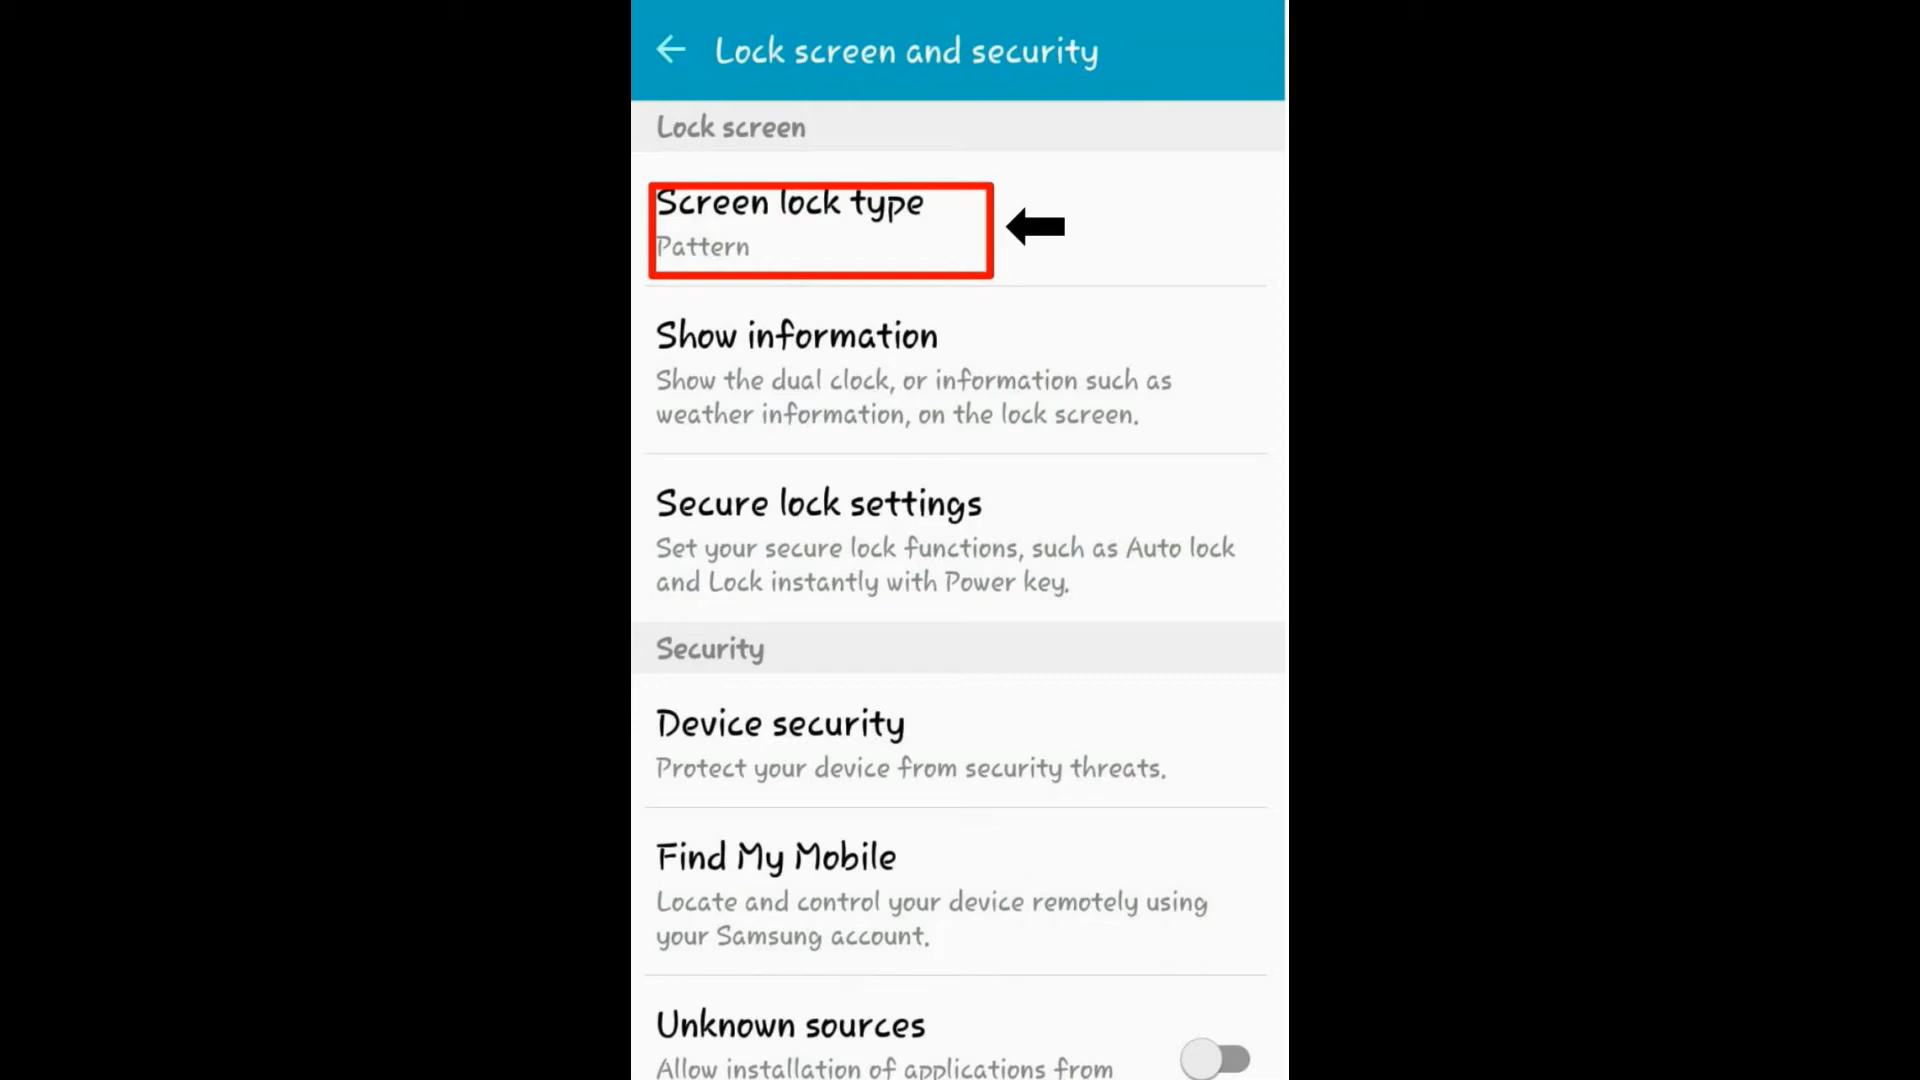 Lock screen and security
Lock screen
Screen lock type
Pattern
Show information
Show the dual clock, or information such as
weather information, on the lock screen.
Secure lock settings
Set your secure lock functions, such as Auto lock
and Lock instantly with Power key.
Security
Device security
Protect your device from security threats.
Find My Mobile
Locate and control your device remotely using
your Samsung account.
Unknown sources
Allow installation of applications from